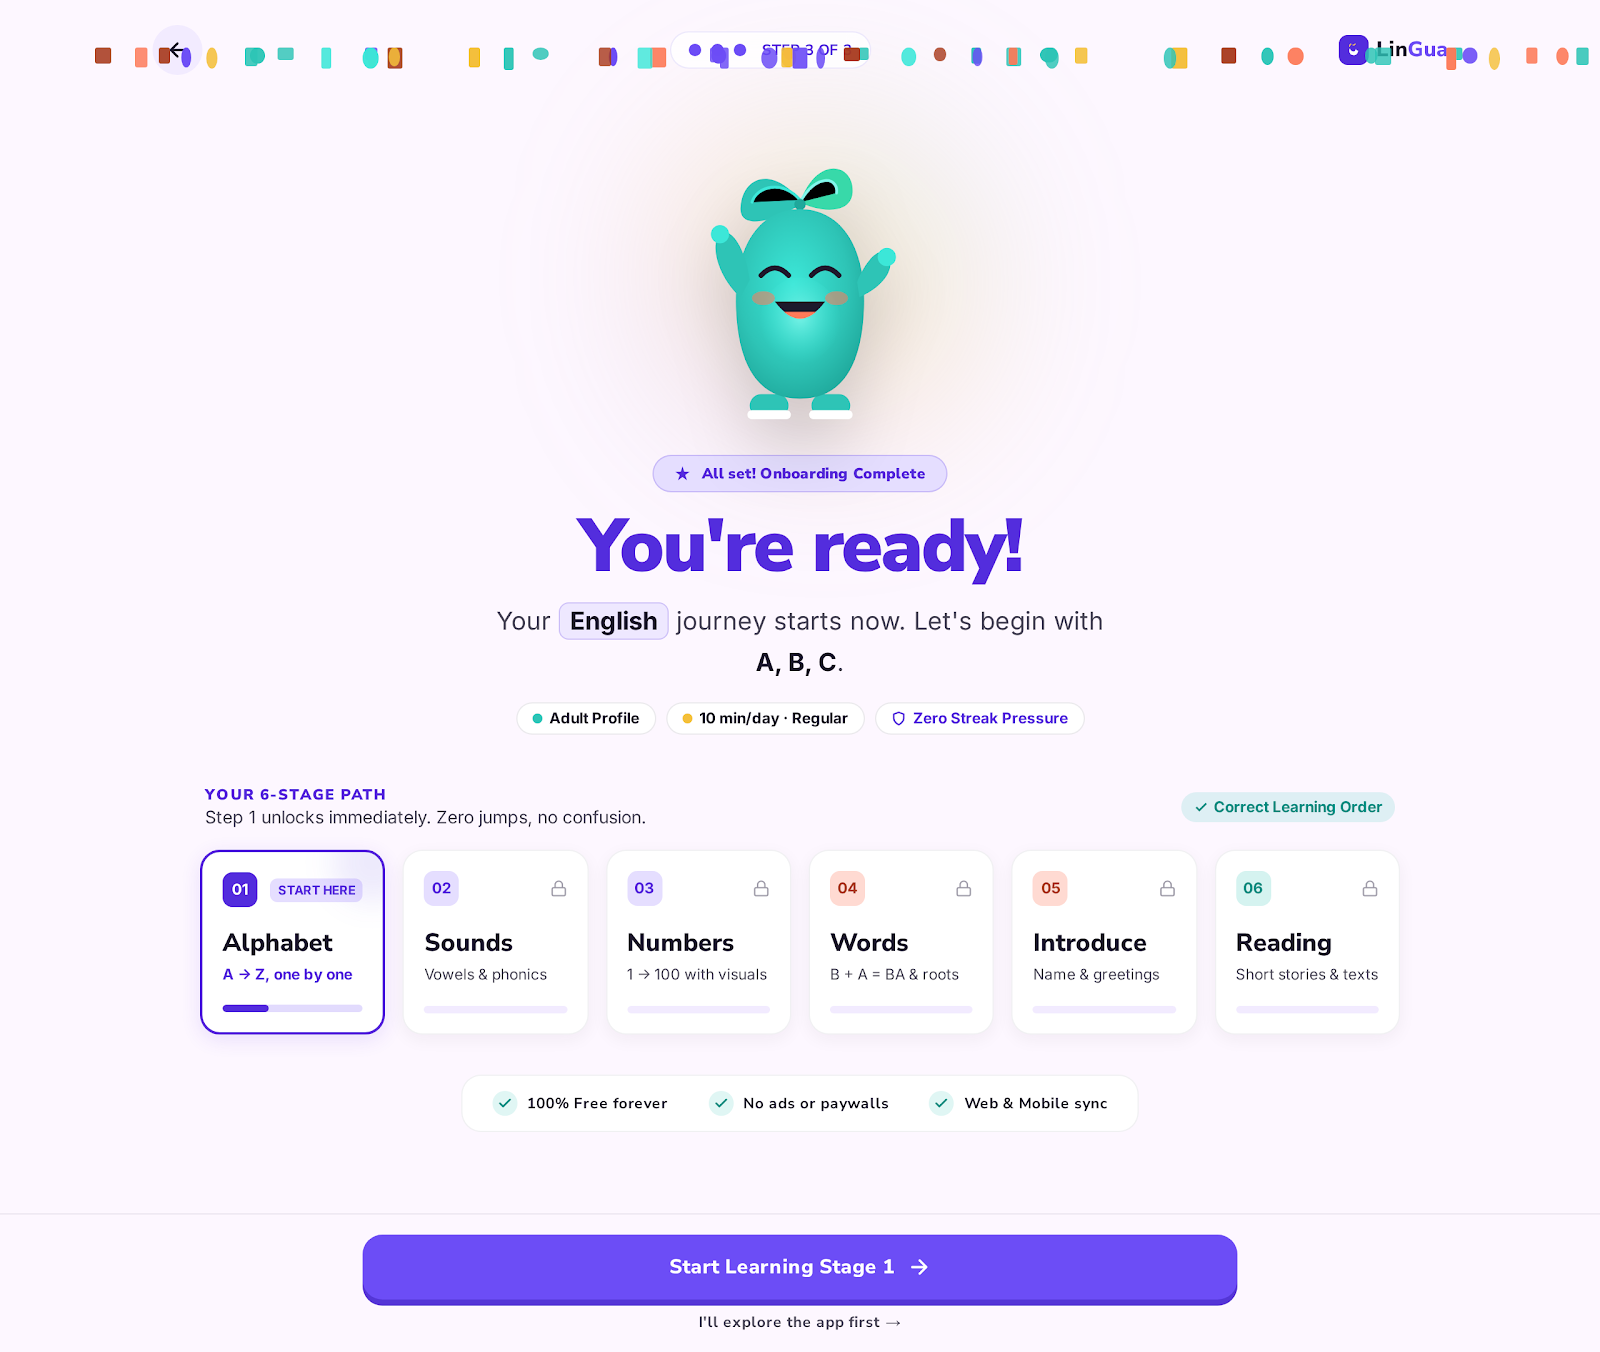 STEP 3 OF 3
LinGua
All set! Onboarding Complete
You're ready!
Your English journey starts now. Let's begin with
A, B, C.
Adult Profile
10 min/day · Regular
Zero Streak Pressure
YOUR 6-STAGE PATH
Step 1 unlocks immediately. Zero jumps, no confusion.
Correct Learning Order
01 START HERE
Alphabet
A → Z, one by one
02
Sounds
Vowels & phonics
03
Numbers
1 → 100 with visuals
04
Words
B + A = BA & roots
05
Introduce
Name & greetings
06
Reading
Short stories & texts
100% Free forever
No ads or paywalls
Web & Mobile sync
Start Learning Stage 1 →
I'll explore the app first →